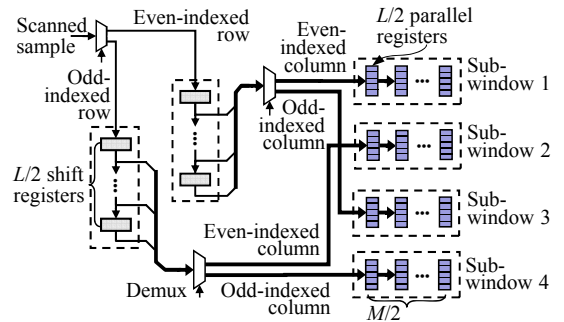 Scanned
sample
Even-indexed
row
Odd-
indexed
row
L/2 shift
registers
Even-
indexed
column
Odd-
indexed
column
L/2 parallel
registers
Sub-
window 1
Sub-
window 2
Sub-
window 3
Sub-
window 4
Even-indexed
column
Demux
Odd-indexed
column
M/2